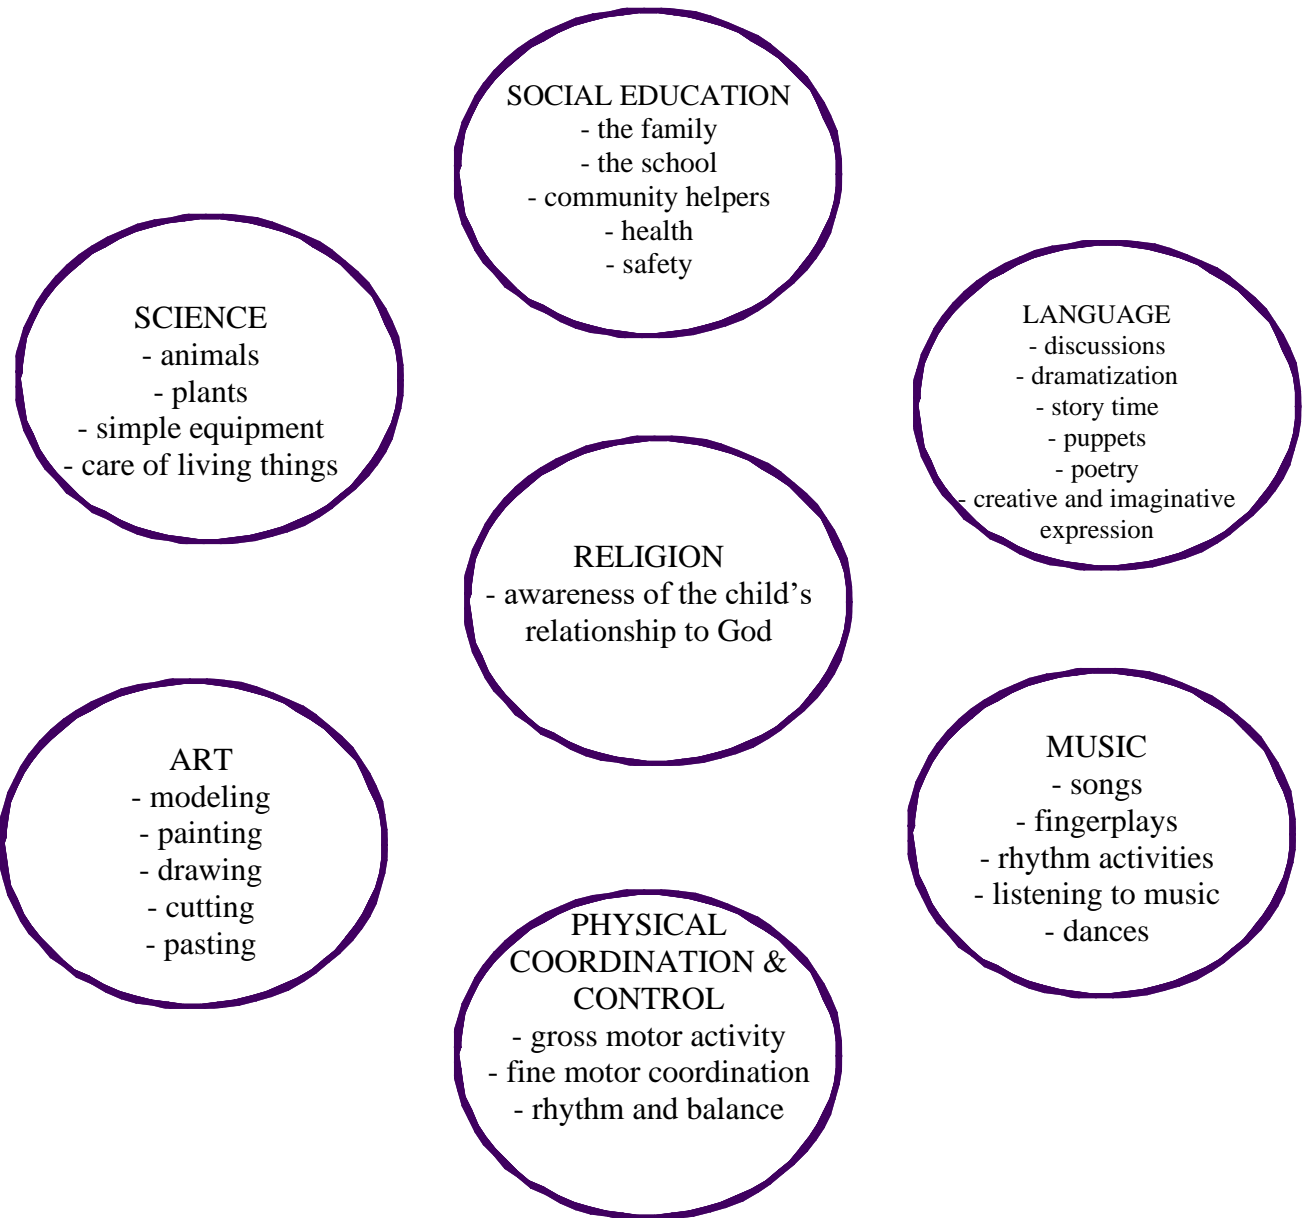 SOCIAL EDUCATION
- the family
- the school
- community helpers
- health
- safety
SCIENCE
- animals
- plants
- simple equipment
- care of living things
LANGUAGE
- discussions
- dramatization
- story time
- puppets
- poetry
- creative and imaginative
expression
RELIGION
- awareness of the child’s
relationship to God
ART
- modeling
- painting
- drawing
- cutting
- pasting
MUSIC
- songs
- fingerplays
- rhythm activities
- listening to music
- dances
PHYSICAL
COORDINATION &
CONTROL
- gross motor activity
- fine motor coordination
- rhythm and balance